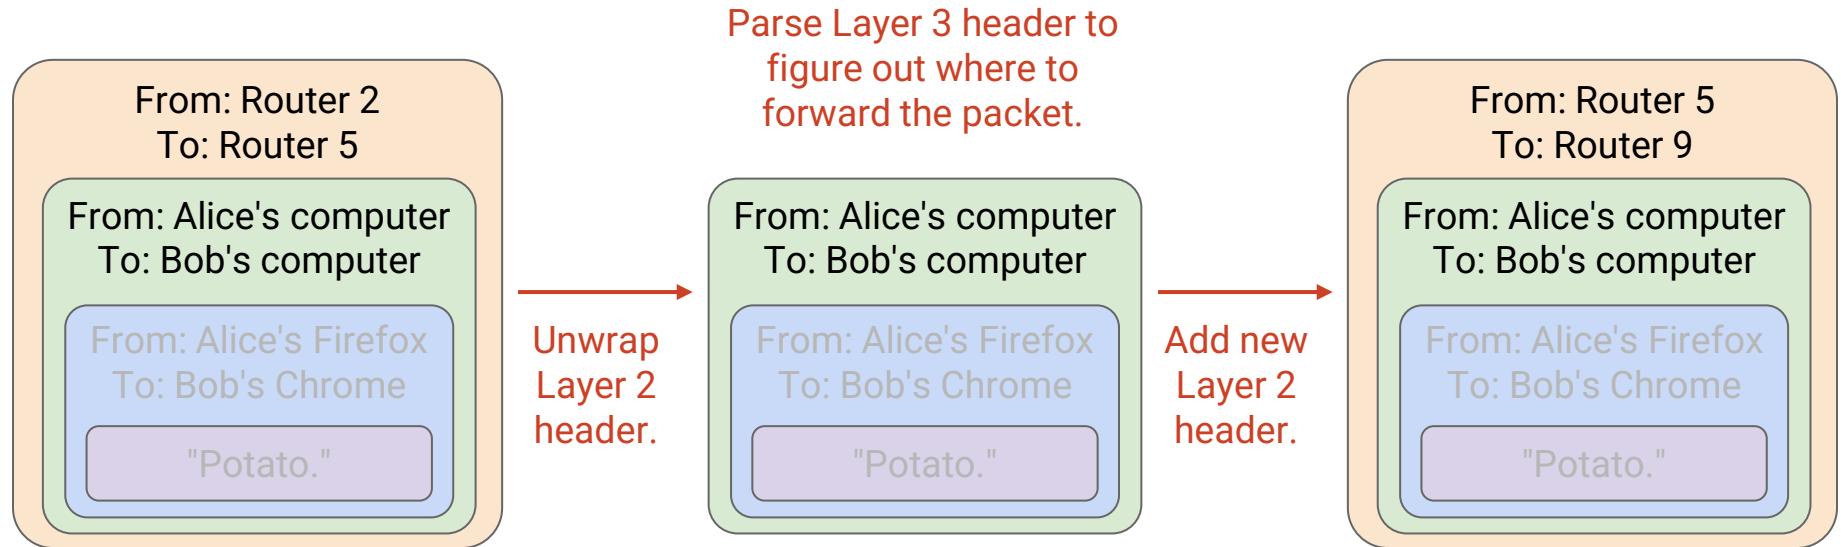 Parse Layer 3 header to
figure out where to
forward the packet.
From: Router 2
To: Router 5
From: Alice's computer
To: Bob's computer
From: Alice's Firefox
To: Bob's Chrome
"Potato."
Unwrap
Layer 2
header.
From: Alice's computer
To: Bob's computer
From: Alice's Firefox
To: Bob's Chrome
"Potato."
Add new
Layer 2
header.
From: Router 5
To: Router 9
From: Alice's computer
To: Bob's computer
From: Alice's Firefox
To: Bob's Chrome
"Potato."